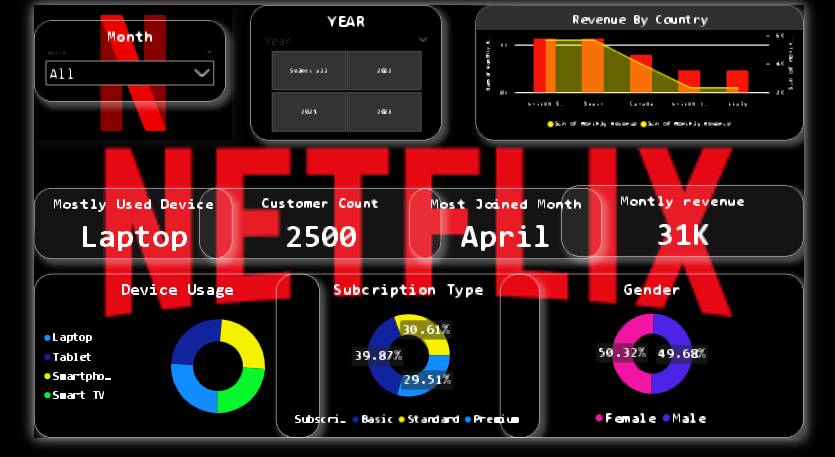 Month
All
YEAR
Year
Select all
2022
2021
2023
Revenue By Country
Spain
Canada
Italy
Sum of Monthly Revenue Sum of Monthly Revenue
NETFLIX
Mostly Used Device
Laptop
Customer Count
2500
Most Joined Month
April
Montly revenue
31K
Device Usage
Laptop
Tablet
Smartpho…
Smart TV
Subcription Type
30.61%
39.87%
29.51%
Subscri… Basic Standard Premium
Gender
50.32% 49.68%
Female Male